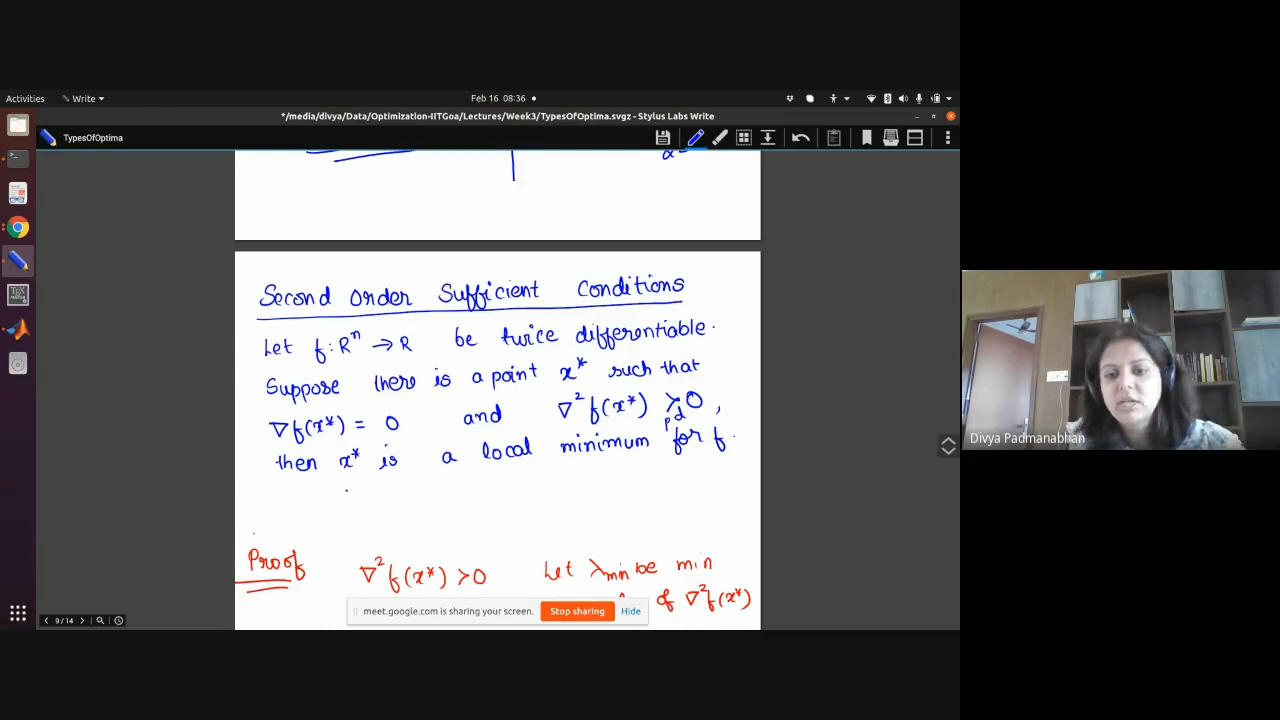 Activities
Write
Feb 16 08:36
*/media/divya/Data/Optimization-IITGoa/Lectures/Week3/TypesOfOptima.svgz - Stylus Labs Write
TypesOfOptima
α
Second Order Sufficient Conditions
Let f: Rⁿ → R be twice differentiable.
Suppose there is a point x* such that
∇f(x*) = 0 and ∇²f(x*) ≻ 0,
pd
then x* is a local minimum for f.
Proof ∇²f(x*) ≻ 0 Let λmin be min
of ∇²f(x*)
meet.google.com is sharing your screen. Stop sharing Hide
9/14
Divya Padmanabhan